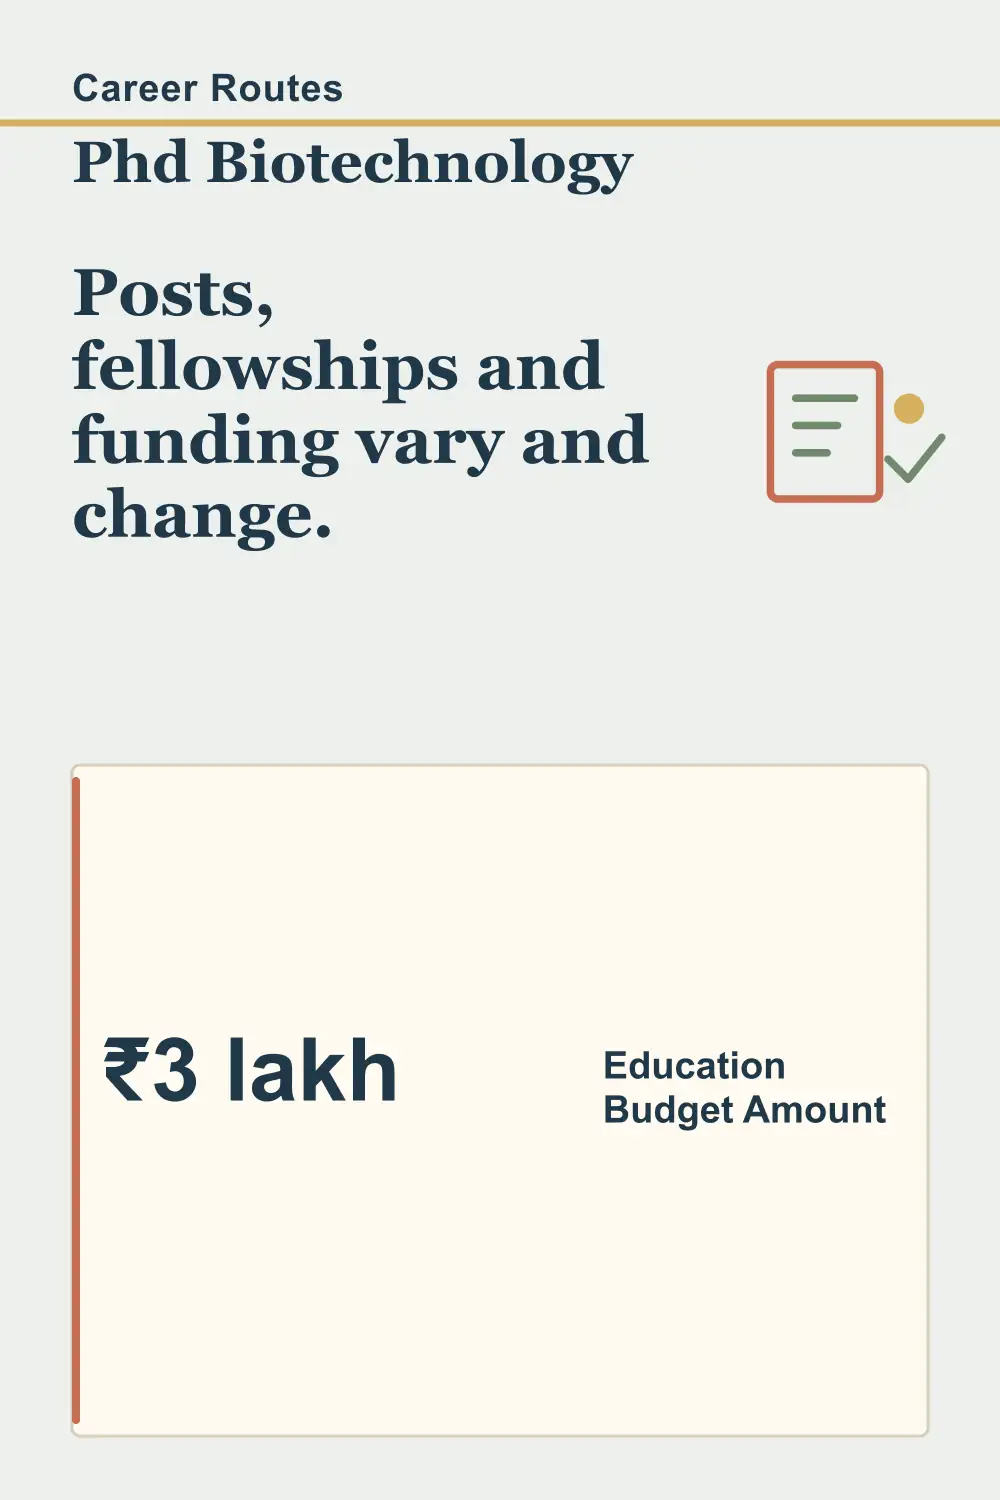 Career Routes
Phd Biotechnology
Posts,
fellowships and
funding vary and
change.
₹3 lakh
Education
Budget Amount